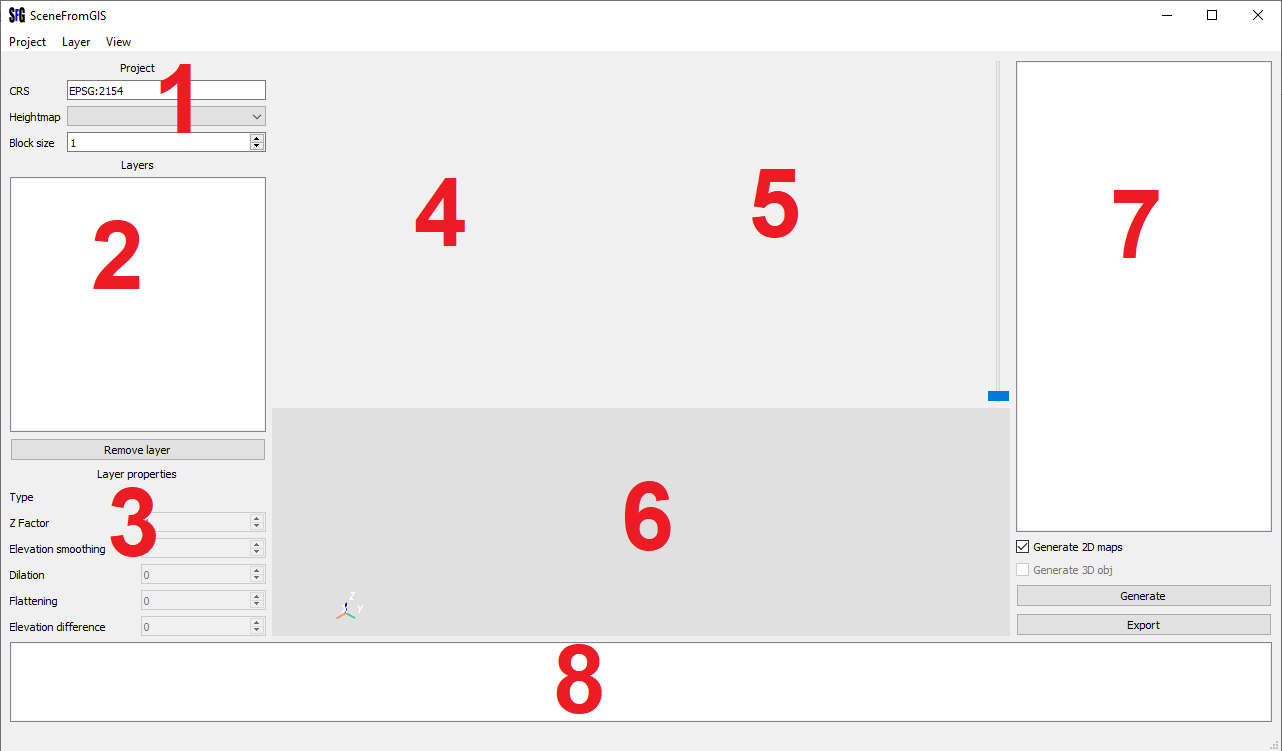 SFG SceneFromGIS
Project Layer View
Project
CRS EPSG:2154
1
Heightmap
Block size 1
Layers
2
4
5
7
Remove layer
Layer properties
Type
3
Z Factor
Elevation smoothing
Dilation 0
Flattening 0
Elevation difference 0
6
Z
Y
Generate 2D maps
Generate 3D obj
Generate
Export
8